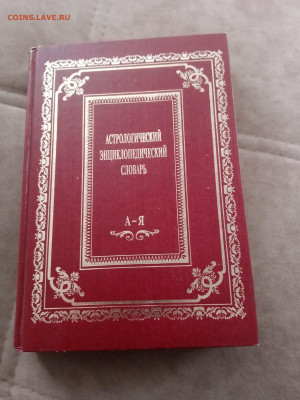 COINS.LAVE.RU
АСТРОЛОГИЧЕСКИЙ
ЭНЦИКЛОПЕДИЧЕСКИЙ
СЛОВАРЬ
А-Я